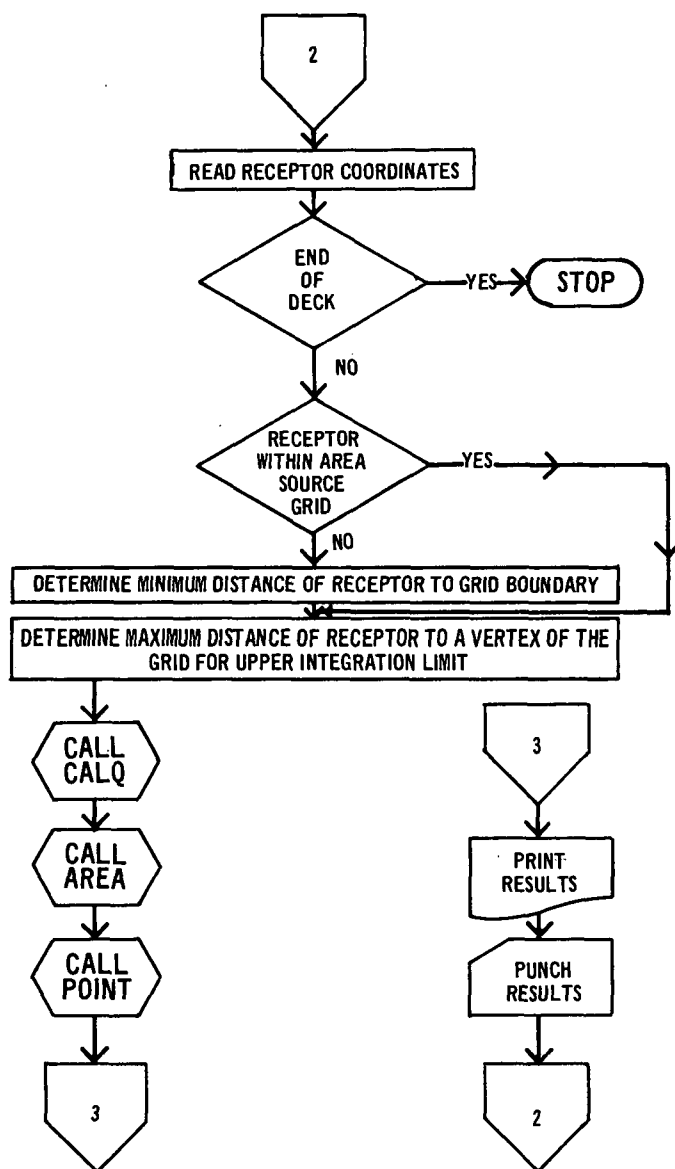 2
READ RECEPTOR COORDINATES
END
OF
DECK
YES
STOP
NO
RECEPTOR
WITHIN AREA
SOURCE
GRID
YES
NO
DETERMINE MINIMUM DISTANCE OF RECEPTOR TO GRID BOUNDARY
DETERMINE MAXIMUM DISTANCE OF RECEPTOR TO A VERTEX OF THE
GRID FOR UPPER INTEGRATION LIMIT
CALL
CALQ
CALL
AREA
CALL
POINT
3
3
PRINT
RESULTS
PUNCH
RESULTS
2